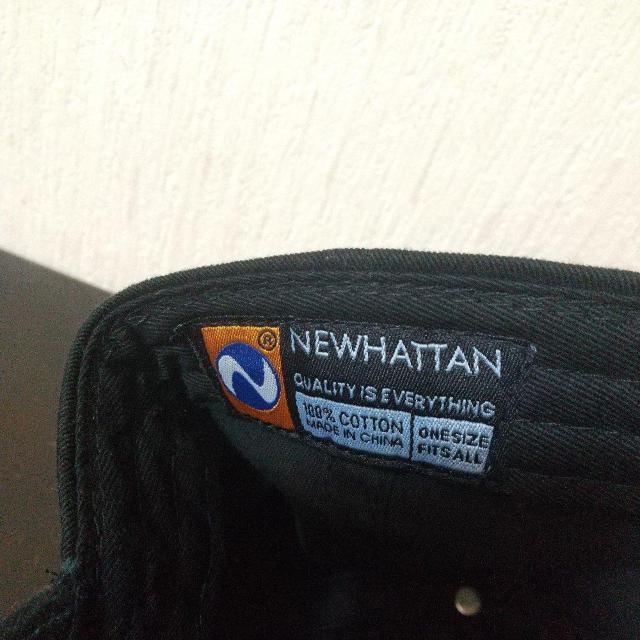 NEWHATTAN
QUALITY IS EVERYTHING
100% COTTON
MADE IN CHINA
ONE SIZE
FITS ALL
®